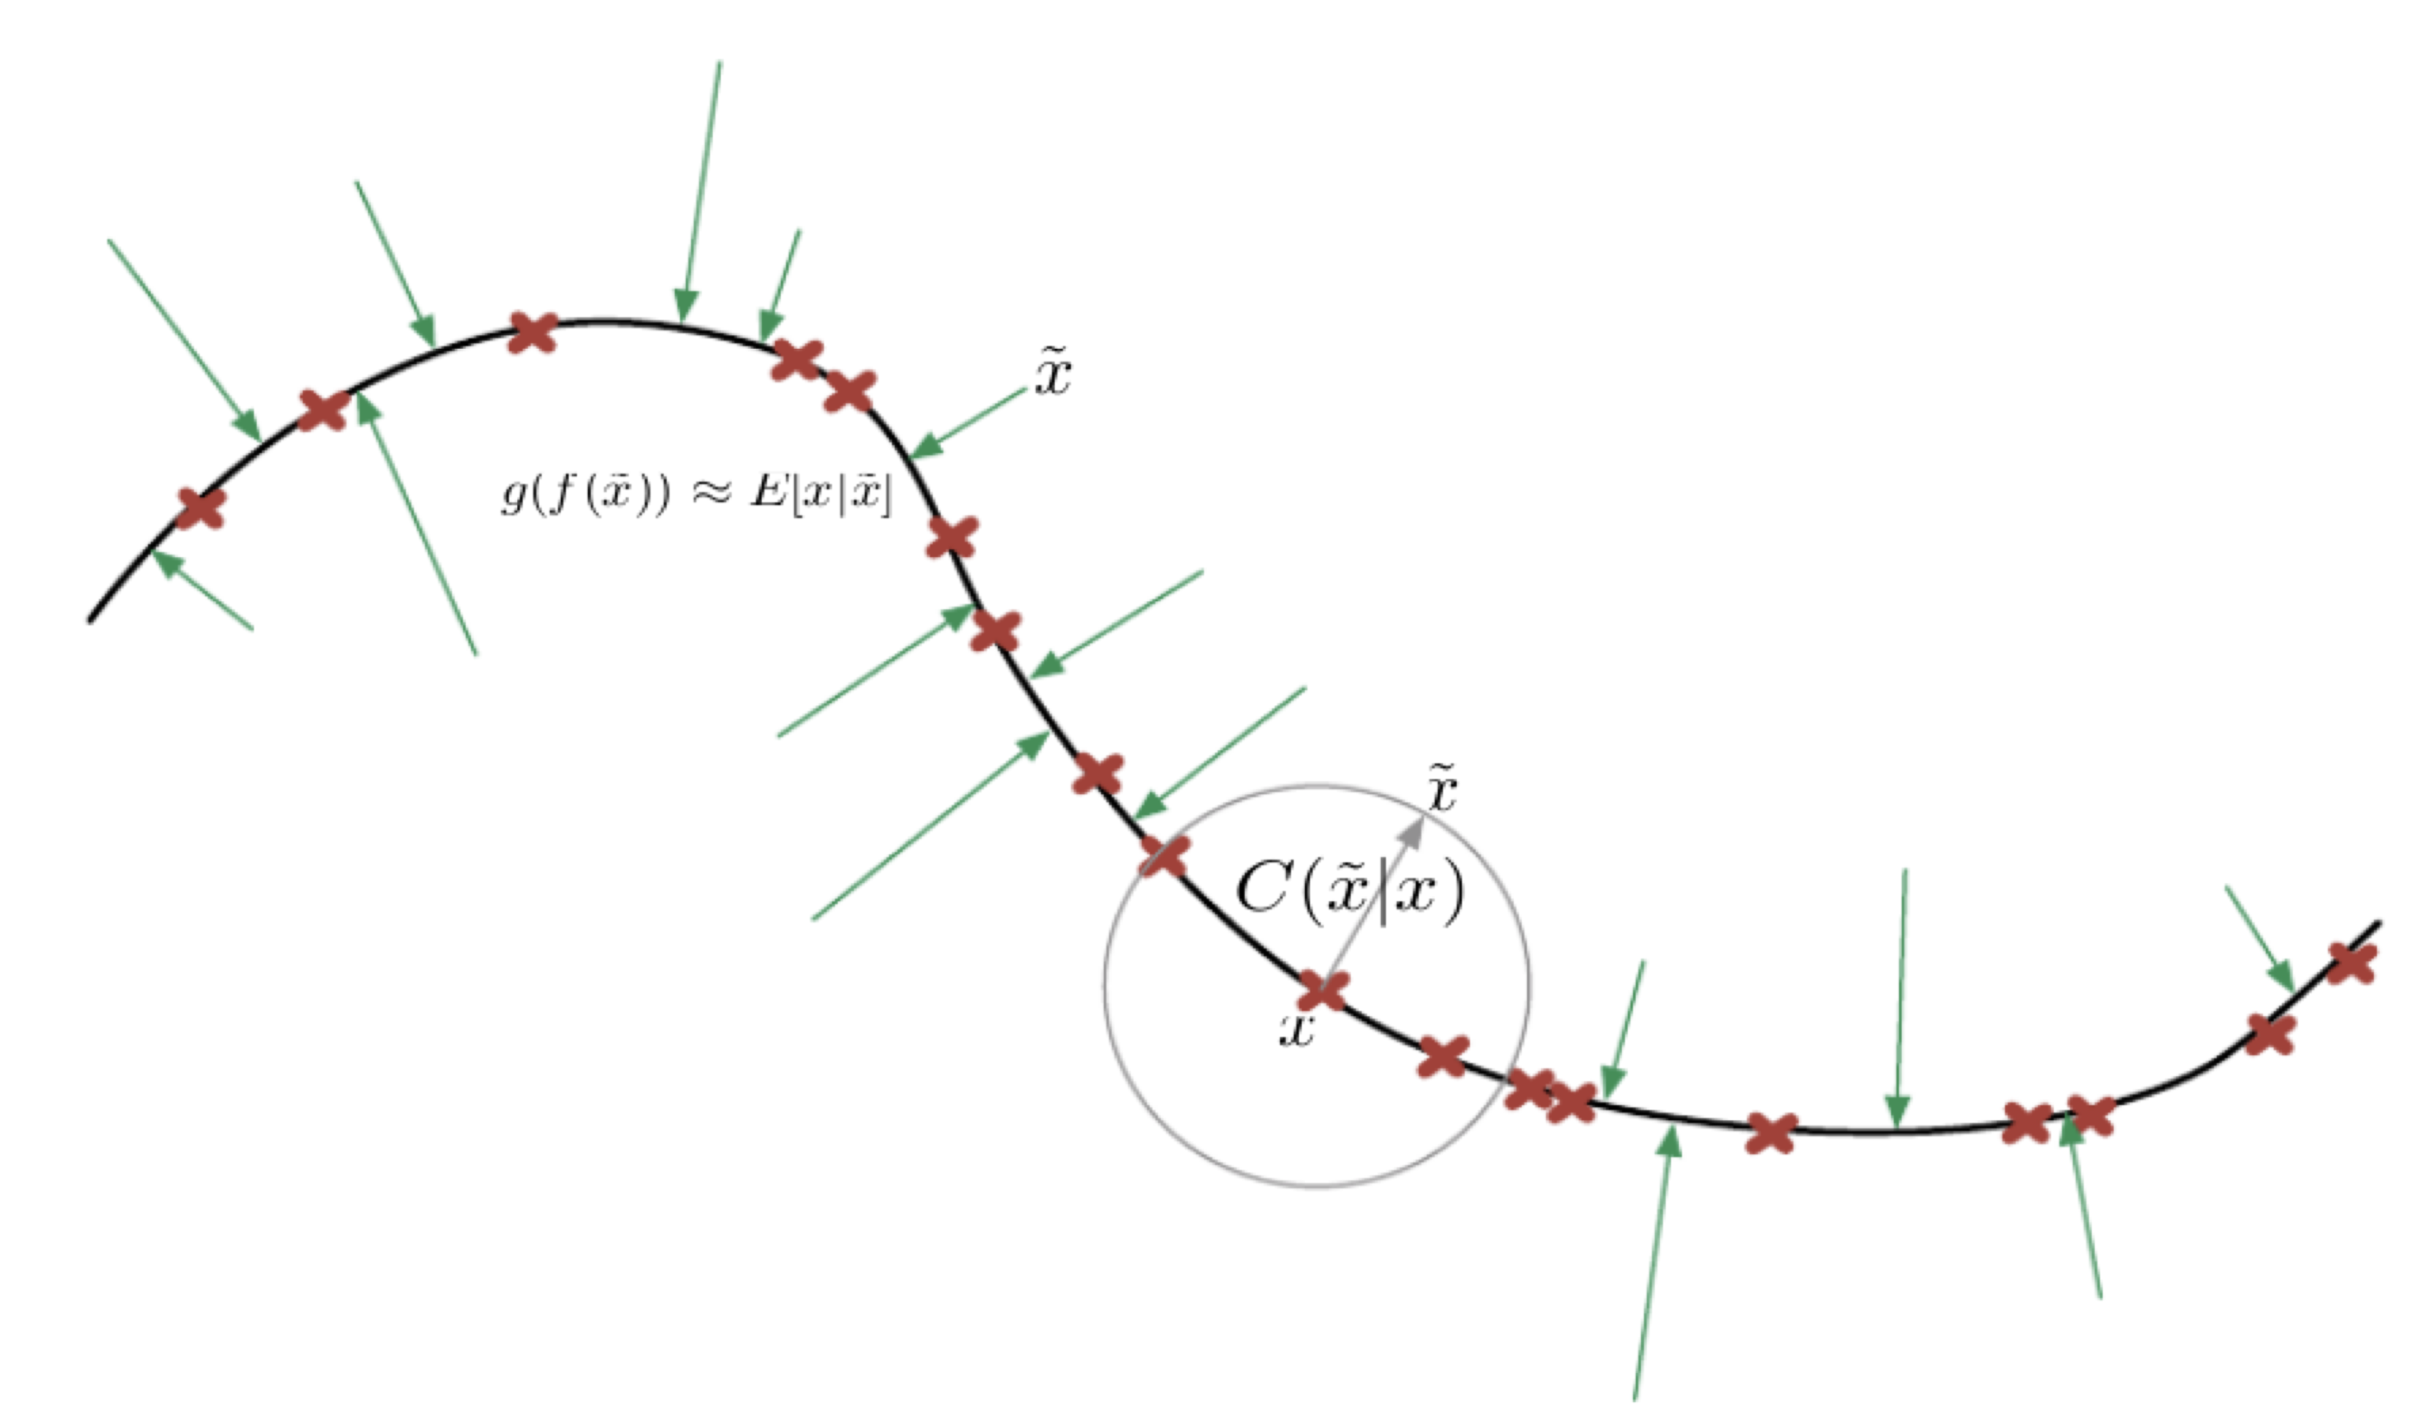 x̃
g(f(x̃)) ≈ E[x|x̃]
x̃
C(x̃|x)
x